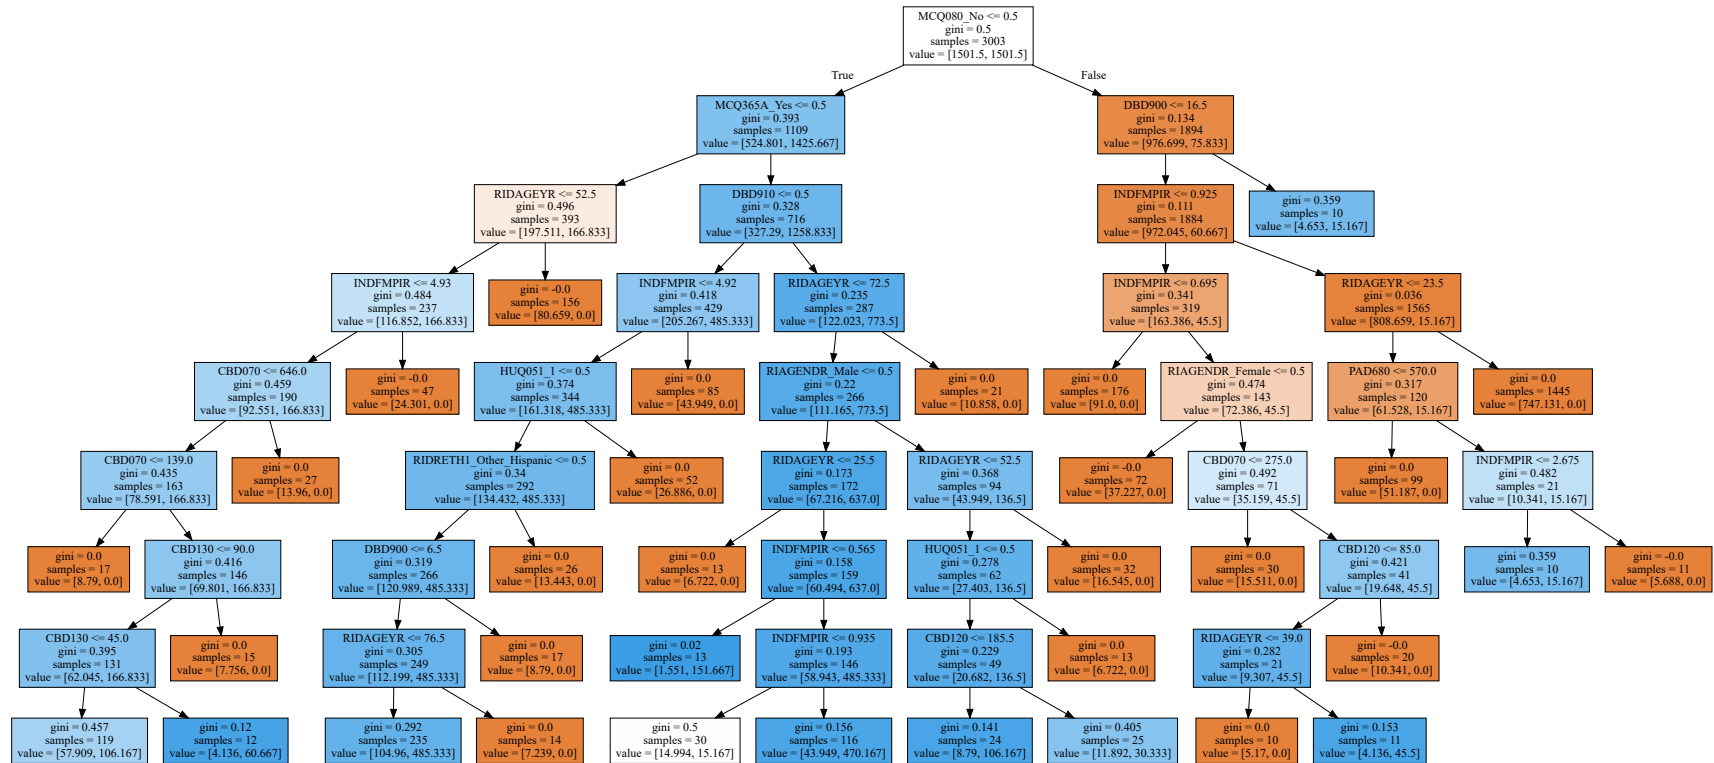 MCQ080_No <= 0.5
gini = 0.5
samples = 3003
value = [1501.5, 1501.5]
True
False
MCQ365A_Yes <= 0.5
gini = 0.393
samples = 1109
value = [524.801, 1425.667]
DBD900 <= 16.5
gini = 0.134
samples = 1894
value = [976.699, 75.833]
RIDAGEYR <= 52.5
gini = 0.496
samples = 393
value = [197.511, 166.833]
DBD910 <= 0.5
gini = 0.328
samples = 716
value = [327.29, 1258.833]
INDFMPIR <= 0.925
gini = 0.111
samples = 1884
value = [972.045, 60.667]
gini = 0.359
samples = 10
value = [4.653, 15.167]
INDFMPIR <= 4.93
gini = 0.484
samples = 237
value = [116.852, 166.833]
gini = -0.0
samples = 156
value = [80.659, 0.0]
INDFMPIR <= 4.92
gini = 0.418
samples = 429
value = [205.267, 485.333]
RIDAGEYR <= 72.5
gini = 0.235
samples = 287
value = [122.023, 773.5]
INDFMPIR <= 0.695
gini = 0.341
samples = 319
value = [163.386, 45.5]
RIDAGEYR <= 23.5
gini = 0.036
samples = 1565
value = [808.659, 15.167]
CBD070 <= 646.0
gini = 0.459
samples = 190
value = [92.551, 166.833]
gini = -0.0
samples = 47
value = [24.301, 0.0]
HUQ051_1 <= 0.5
gini = 0.374
samples = 344
value = [161.318, 485.333]
gini = 0.0
samples = 85
value = [43.949, 0.0]
RIAGENDR_Male <= 0.5
gini = 0.22
samples = 266
value = [111.165, 773.5]
gini = 0.0
samples = 21
value = [10.858, 0.0]
gini = 0.0
samples = 176
value = [91.0, 0.0]
RIAGENDR_Female <= 0.5
gini = 0.474
samples = 143
value = [72.386, 45.5]
PAD680 <= 570.0
gini = 0.317
samples = 120
value = [61.528, 15.167]
gini = 0.0
samples = 1445
value = [747.131, 0.0]
CBD070 <= 139.0
gini = 0.435
samples = 163
value = [78.591, 166.833]
gini = 0.0
samples = 27
value = [13.96, 0.0]
RIDRETH1_Other_Hispanic <= 0.5
gini = 0.34
samples = 292
value = [134.432, 485.333]
gini = 0.0
samples = 52
value = [26.886, 0.0]
RIDAGEYR <= 25.5
gini = 0.173
samples = 172
value = [67.216, 637.0]
RIDAGEYR <= 52.5
gini = 0.368
samples = 94
value = [43.949, 136.5]
gini = -0.0
samples = 72
value = [37.227, 0.0]
CBD070 <= 275.0
gini = 0.492
samples = 71
value = [35.159, 45.5]
gini = 0.0
samples = 99
value = [51.187, 0.0]
INDFMPIR <= 2.675
gini = 0.482
samples = 21
value = [10.341, 15.167]
gini = 0.0
samples = 17
value = [8.79, 0.0]
CBD130 <= 90.0
gini = 0.416
samples = 146
value = [69.801, 166.833]
DBD900 <= 6.5
gini = 0.319
samples = 266
value = [120.989, 485.333]
gini = 0.0
samples = 26
value = [13.443, 0.0]
gini = 0.0
samples = 13
value = [6.722, 0.0]
INDFMPIR <= 0.565
gini = 0.158
samples = 159
value = [60.494, 637.0]
HUQ051_1 <= 0.5
gini = 0.278
samples = 62
value = [27.403, 136.5]
gini = 0.0
samples = 32
value = [16.545, 0.0]
gini = 0.0
samples = 30
value = [15.511, 0.0]
CBD120 <= 85.0
gini = 0.421
samples = 41
value = [19.648, 45.5]
gini = 0.359
samples = 10
value = [4.653, 15.167]
gini = -0.0
samples = 11
value = [5.688, 0.0]
CBD130 <= 45.0
gini = 0.395
samples = 131
value = [62.045, 166.833]
gini = 0.0
samples = 15
value = [7.756, 0.0]
RIDAGEYR <= 76.5
gini = 0.305
samples = 249
value = [112.199, 485.333]
gini = 0.0
samples = 17
value = [8.79, 0.0]
gini = 0.02
samples = 13
value = [1.551, 151.667]
INDFMPIR <= 0.935
gini = 0.193
samples = 146
value = [58.943, 485.333]
CBD120 <= 185.5
gini = 0.229
samples = 49
value = [20.682, 136.5]
gini = 0.0
samples = 13
value = [6.722, 0.0]
RIDAGEYR <= 39.0
gini = 0.282
samples = 21
value = [9.307, 45.5]
gini = -0.0
samples = 20
value = [10.341, 0.0]
gini = 0.457
samples = 119
value = [57.909, 106.167]
gini = 0.12
samples = 12
value = [4.136, 60.667]
gini = 0.292
samples = 235
value = [104.96, 485.333]
gini = 0.0
samples = 14
value = [7.239, 0.0]
gini = 0.5
samples = 30
value = [14.994, 15.167]
gini = 0.156
samples = 116
value = [43.949, 470.167]
gini = 0.141
samples = 24
value = [8.79, 106.167]
gini = 0.405
samples = 25
value = [11.892, 30.333]
gini = 0.0
samples = 10
value = [5.17, 0.0]
gini = 0.153
samples = 11
value = [4.136, 45.5]